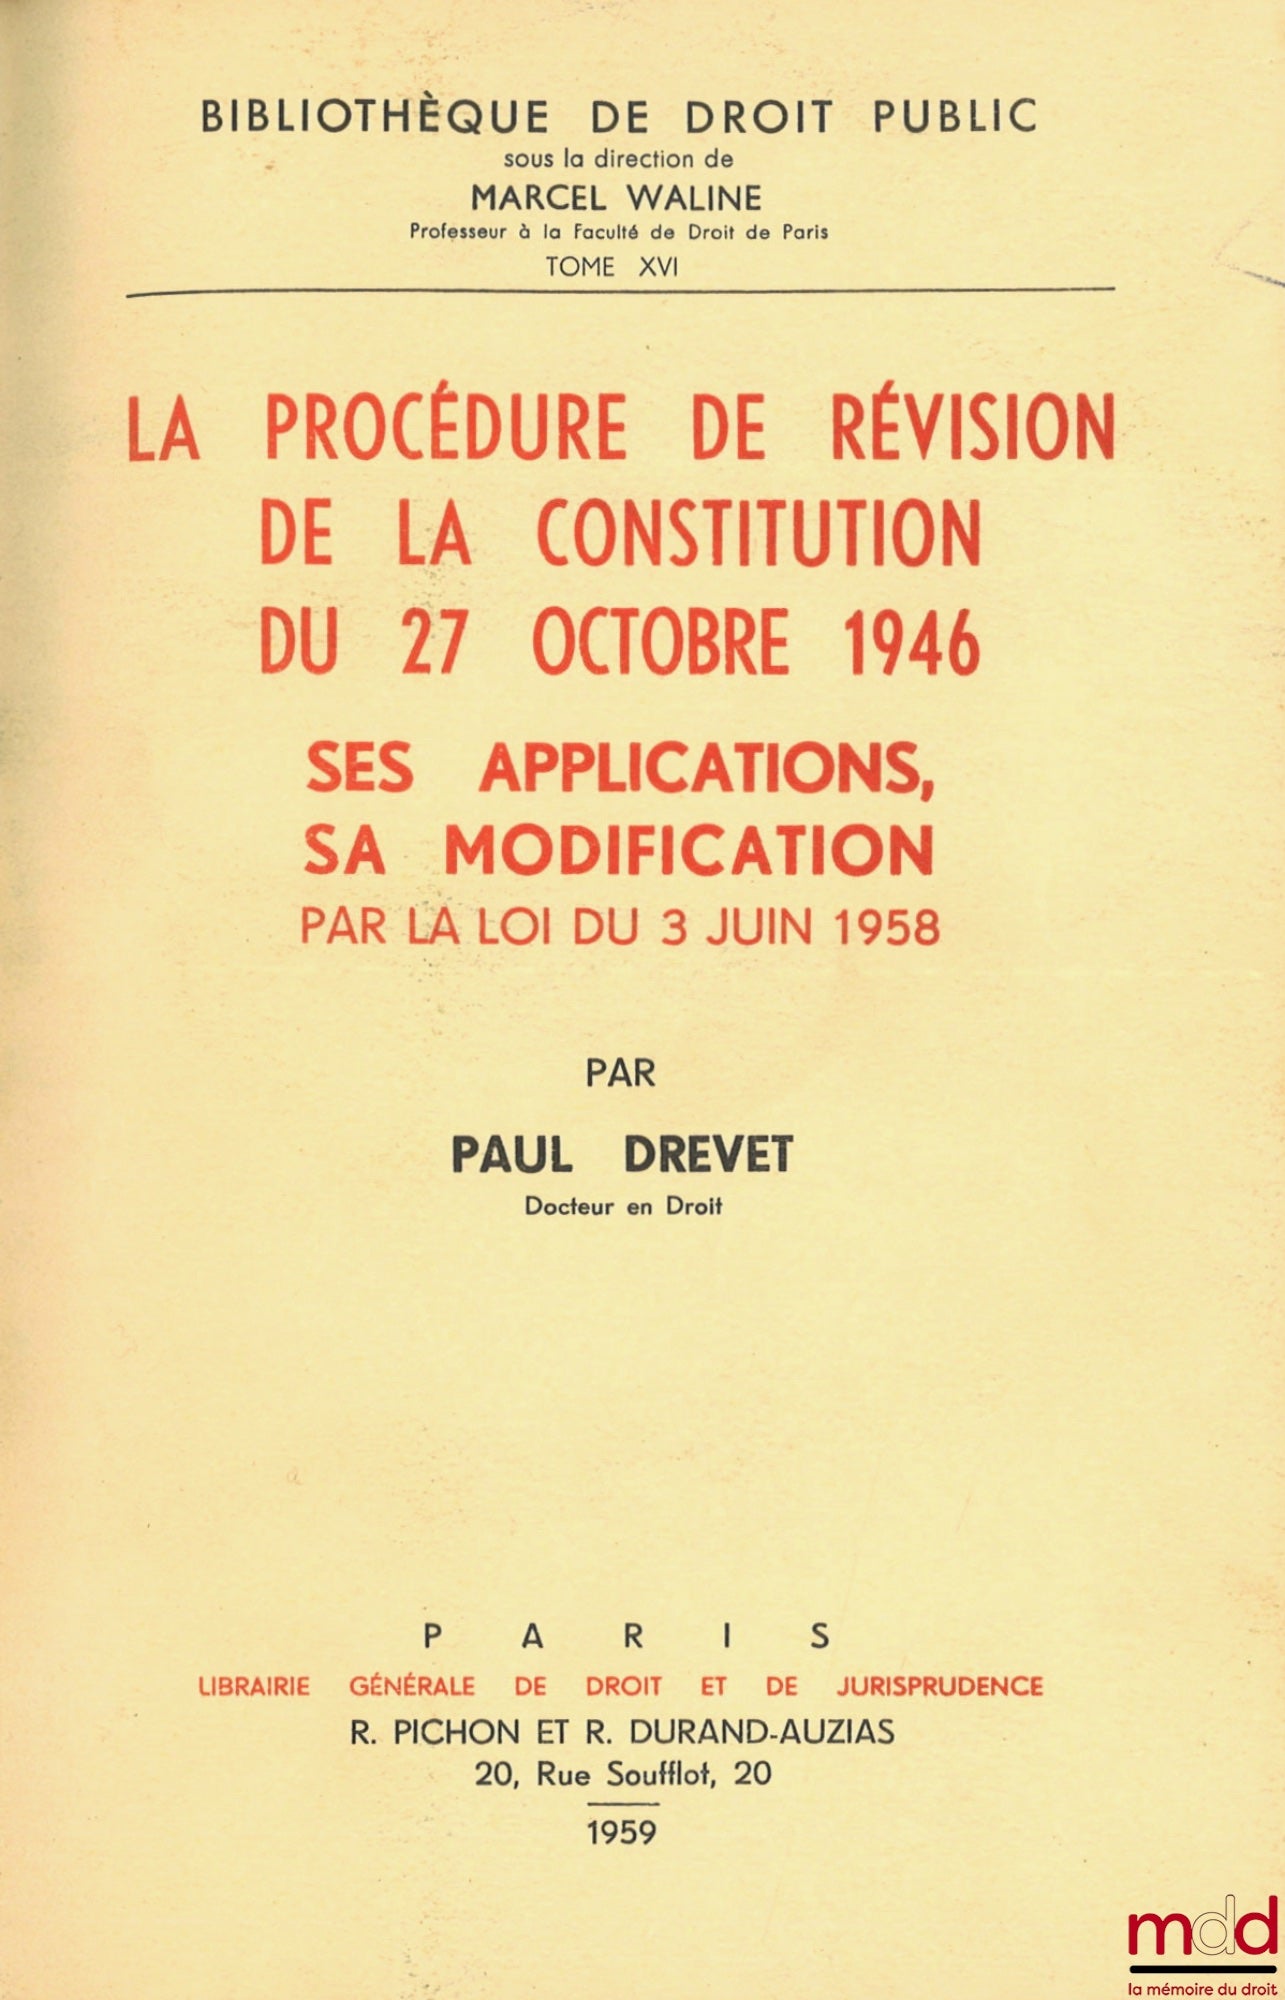 BIBLIOTHÈQUE DE DROIT PUBLIC
sous la direction de
MARCEL WALINE
Professeur à la Faculté de Droit de Paris
TOME XVI
LA PROCÉDURE DE RÉVISION
DE LA CONSTITUTION
DU 27 OCTOBRE 1946
SES APPLICATIONS,
SA MODIFICATION
PAR LA LOI DU 3 JUIN 1958
PAR
PAUL DREVET
Docteur en Droit
PARIS
LIBRAIRIE GÉNÉRALE DE DROIT ET DE JURISPRUDENCE
R. PICHON ET R. DURAND-AUZIAS
20, Rue Soufflot, 20
1959
mdd
la mémoire du droit